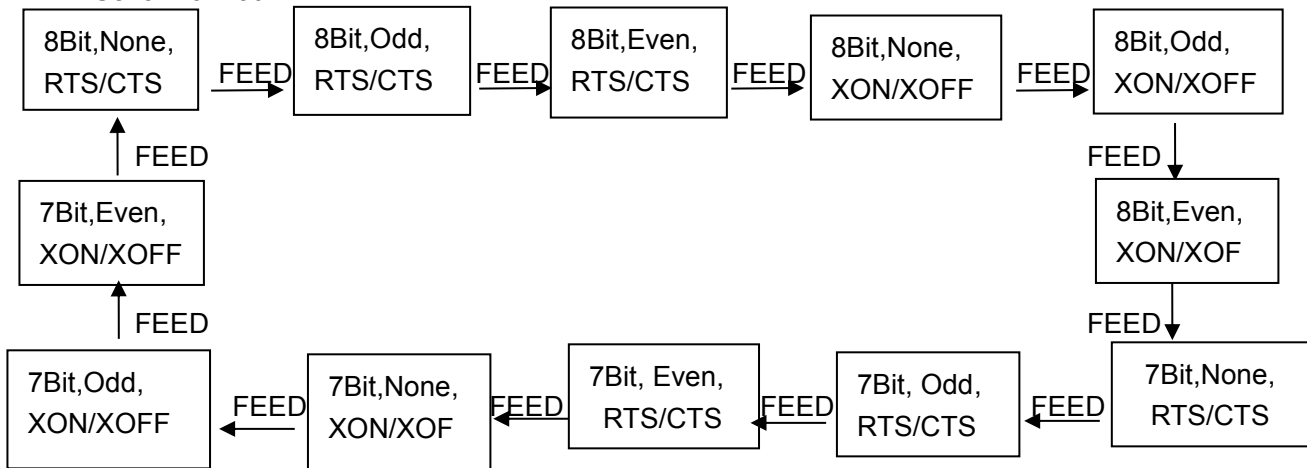 8Bit,None,
RTS/CTS
FEED
8Bit,Odd,
RTS/CTS
FEED
8Bit,Even,
RTS/CTS
FEED
8Bit,None,
XON/XOFF
FEED
8Bit,Odd,
XON/XOFF
FEED
8Bit,Even,
XON/XOF
FEED
7Bit,None,
RTS/CTS
FEED
7Bit, Odd,
RTS/CTS
FEED
7Bit, Even,
RTS/CTS
FEED
7Bit,None,
XON/XOF
FEED
7Bit,Odd,
XON/XOFF
FEED
7Bit,Even,
XON/XOFF
FEED